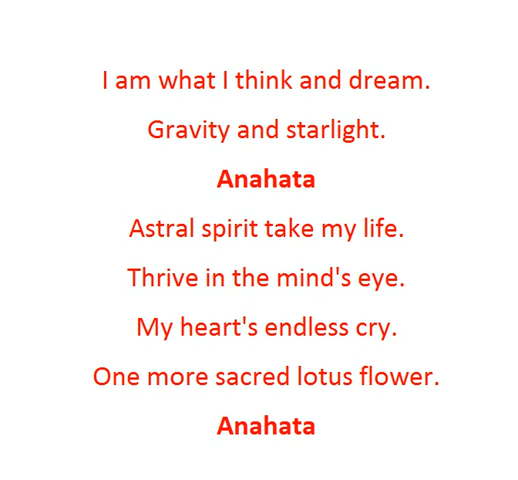 I am what I think and dream.
Gravity and starlight.
Anahata
Astral spirit take my life.
Thrive in the mind's eye.
My heart's endless cry.
One more sacred lotus flower.
Anahata